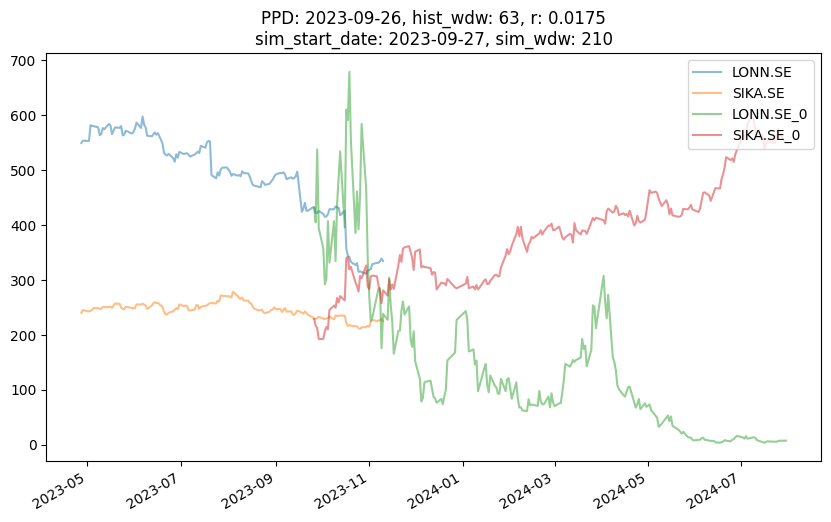 PPD: 2023-09-26, hist_wdw: 63, r: 0.0175
sim_start_date: 2023-09-27, sim_wdw: 210
700
600
500
400
300
200
100
0
LONN.SE
SIKA.SE
LONN.SE_0
SIKA.SE_0
2023-05
2023-07
2023-09
2023-11
2024-01
2024-03
2024-05
2024-07